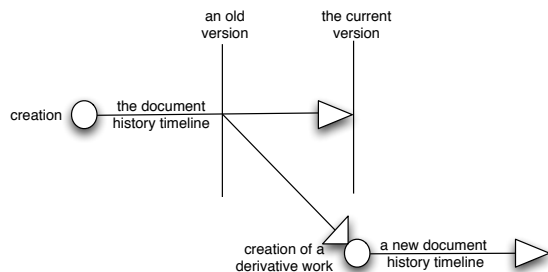 an old
version
the current
version
creation
the document
history timeline
creation of a
derivative work
a new document
history timeline